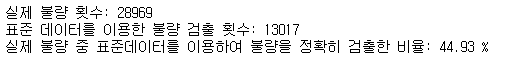 실제 불량 횟수: 28969
표준 데이터를 이용한 불량 검출 횟수: 13017
실제 불량 중 표준데이터를 이용하여 불량을 정확히 검출한 비율: 44.93 %